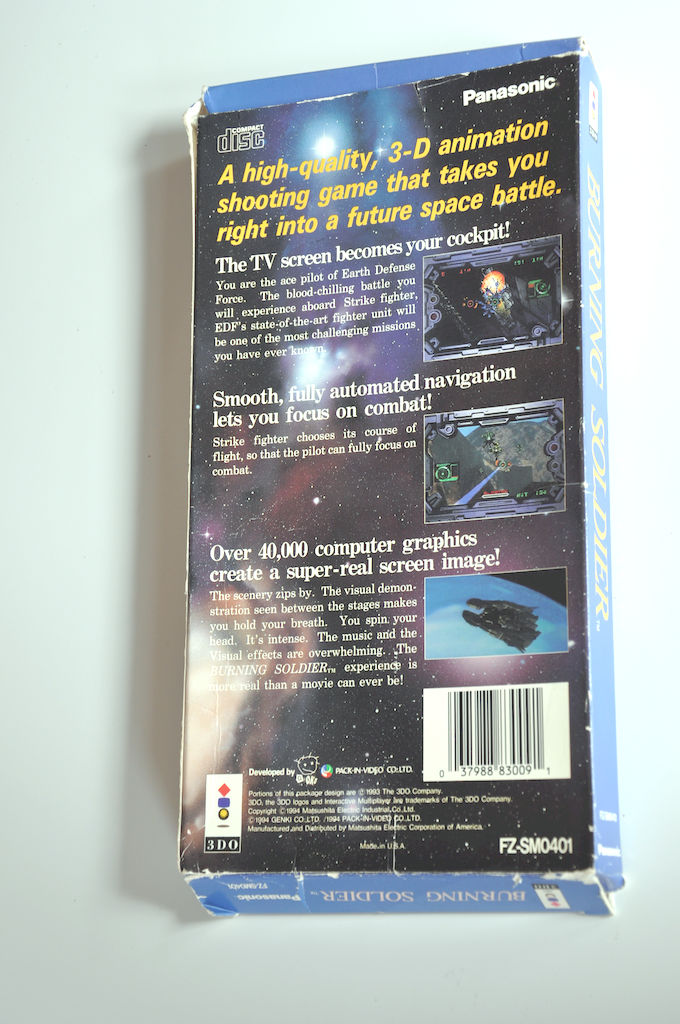 Panasonic
COMPACT
disc
A high-quality, 3-D animation
shooting game that takes you
right into a future space battle.
The TV screen becomes your cockpit!
You are the ace pilot of Earth Defense
Force. The blood-chilling battle you
will experience aboard Strike fighter,
EDF's state-of-the-art fighter unit will
be one of the most challenging missions
you have ever known.
Smooth, fully automated navigation
lets you focus on combat!
Strike fighter chooses its course of
flight, so that the pilot can fully focus on
combat.
Over 40,000 computer graphics
create a super-real screen image!
The scenery zips by. The visual demon-
stration seen between the stages makes
you hold your breath. You spin your
head. It's intense. The music and the
Visual effects are overwhelming. The
BURNING SOLDIER™ experience is
more real than a movie can ever be!
0 37988 83009 1
Developed by PACK-IN-VIDEO CO.,LTD.
Portions of this package design are © 1993 The 3DO Company.
3DO, the 3DO logos and Interactive Multiplayer are trademarks of The 3DO Company.
Copyright © 1994 Matsushita Electric Industrial Co., Ltd.
© 1994 GENKI CO.,LTD. /1994 PACK-IN-VIDEO CO.,LTD.
Manufactured and Distributed by Matsushita Electric Corporation of America.
Made in U.S.A.
3DO
FZ-SM0401
BURNING SOLDIER™
FZ-SM0401
Panasonic
BURNING SOLDIER™
3DO